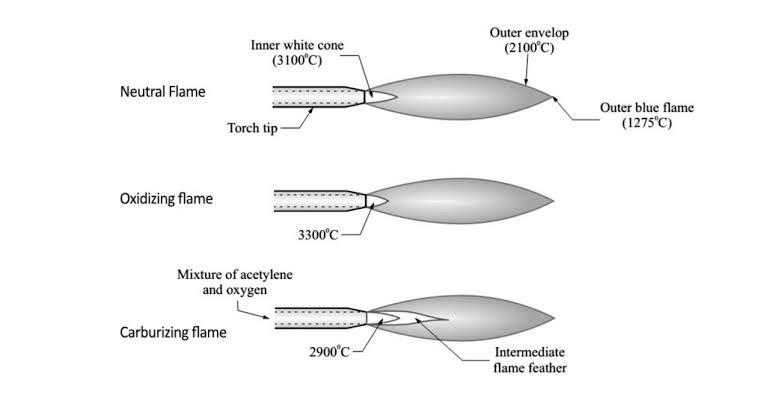 Outer envelop
(2100°C)
Inner white cone
(3100°C)
Neutral Flame
Outer blue flame
(1275°C)
Torch tip
Oxidizing flame
3300°C
Mixture of acetylene
and oxygen
Carburizing flame
2900°C
Intermediate
flame feather